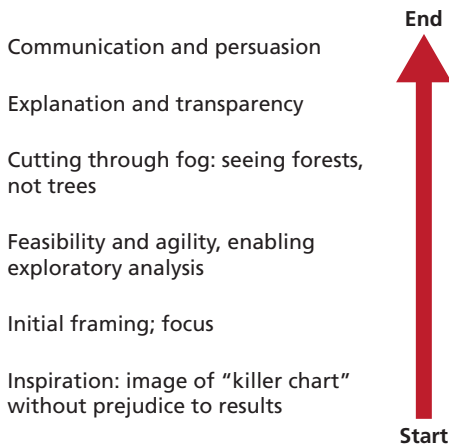 End
Communication and persuasion
Explanation and transparency
Cutting through fog: seeing forests,
not trees
Feasibility and agility, enabling
exploratory analysis
Initial framing; focus
Inspiration: image of “killer chart”
without prejudice to results
Start